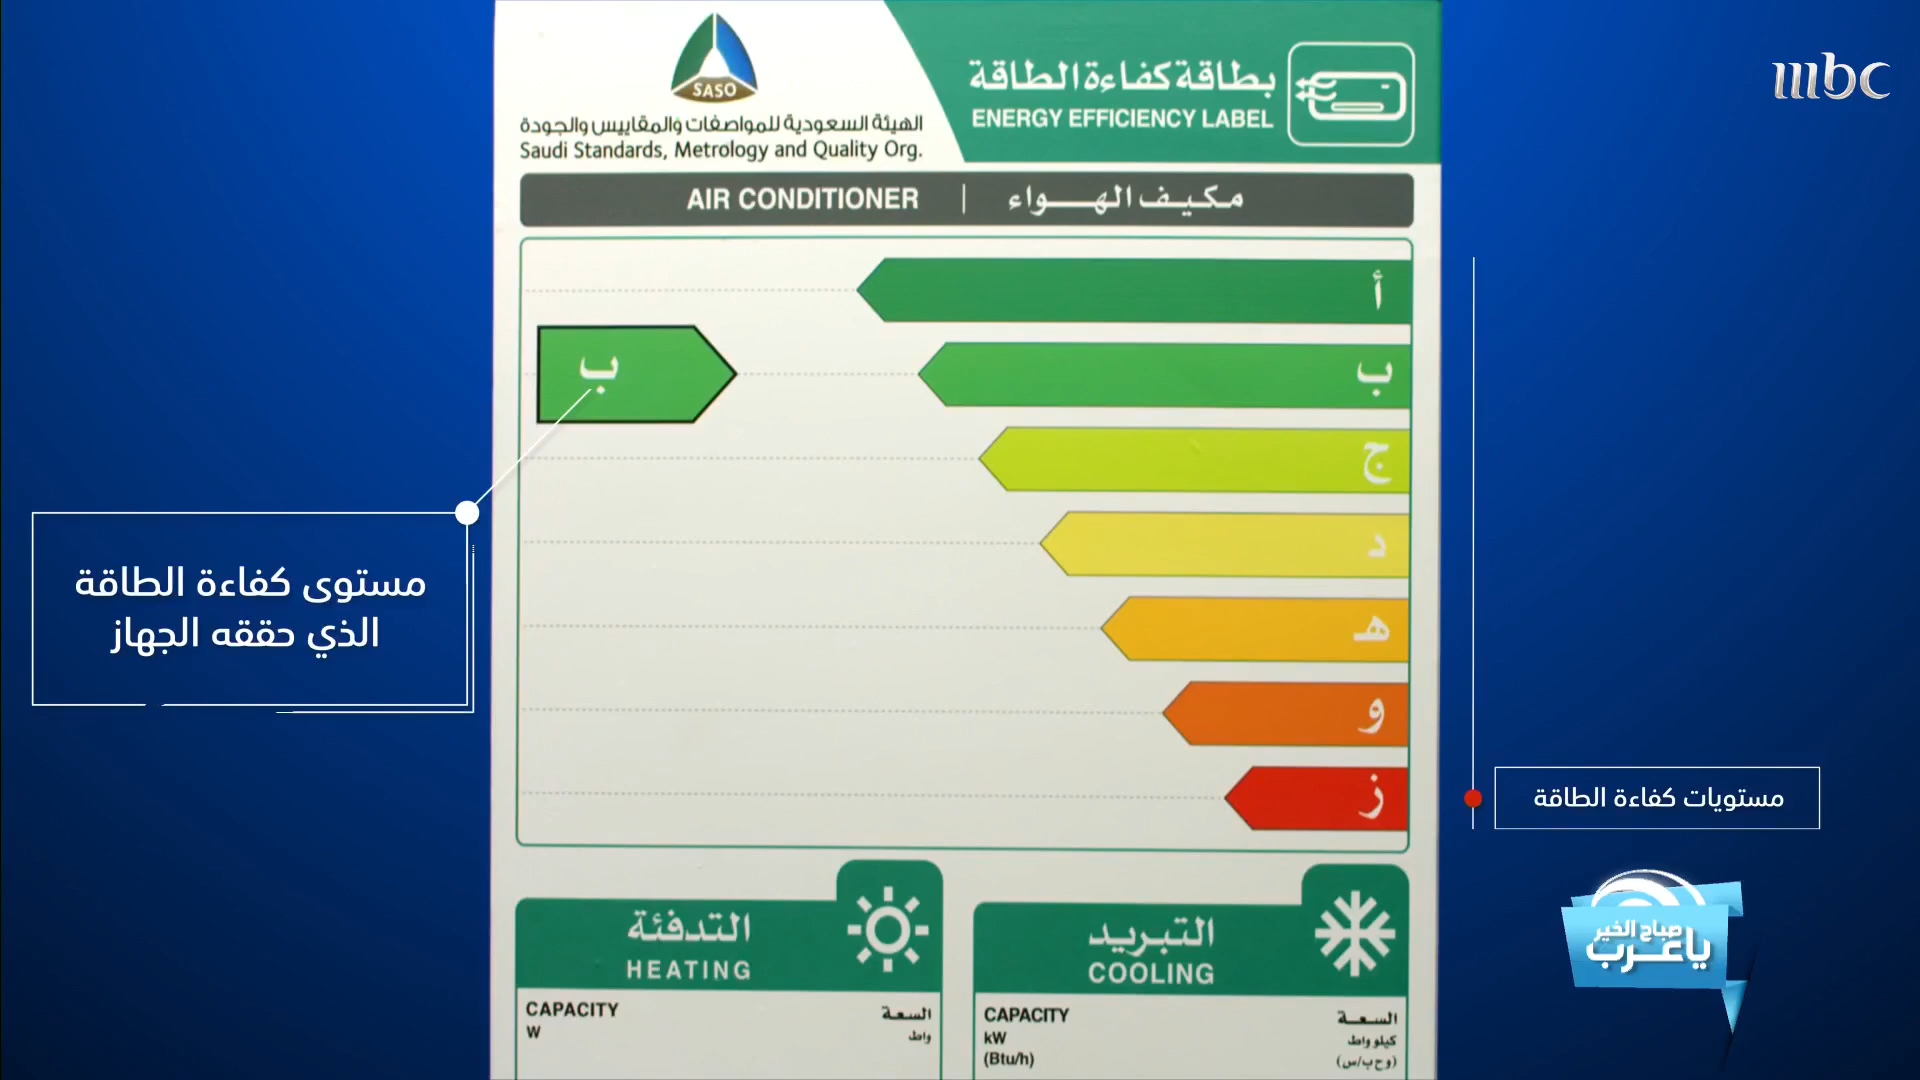 mbc
SASO
الهيئة السعودية للمواصفات والمقاييس والجودة
Saudi Standards, Metrology and Quality Org.
بطاقة كفاءة الطاقة
ENERGY EFFICIENCY LABEL
AIR CONDITIONER | مكيف الهواء
أ
ب
ب
ج
د
هـ
و
ز
مستوى كفاءة الطاقة
الذي حققه الجهاز
مستويات كفاءة الطاقة
التدفئة
HEATING
CAPACITY السعة
W واط
التبريد
COOLING
CAPACITY السعة
kW كيلو واط
(Btu/h) (وح ب/س)
صباح الخير
ياعرب